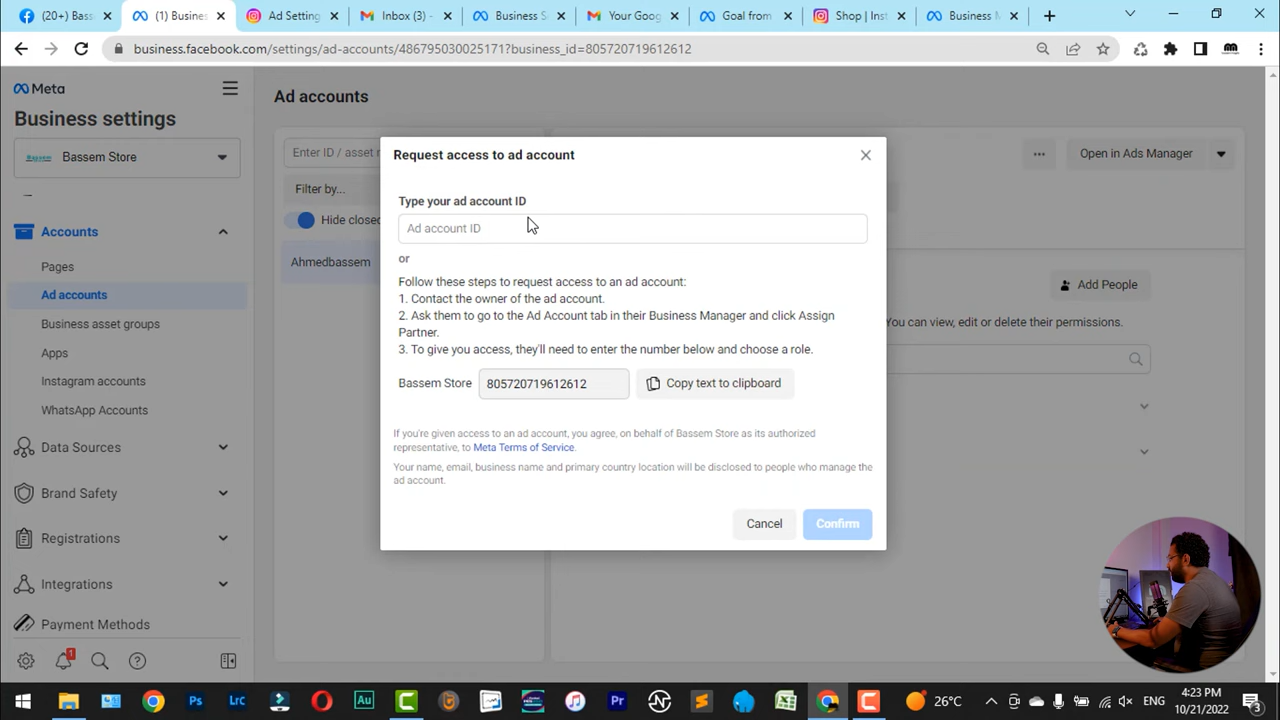 (20+) Bass
(1) Busine
Ad Setting
Inbox (3) -
Business S
Your Goog
Goal from
Shop | Inst
Business M
business.facebook.com/settings/ad-accounts/486795030025171?business_id=805720719612612
Meta
Business settings
Bassem Store
Accounts
Pages
Ad accounts
Business asset groups
Apps
Instagram accounts
WhatsApp Accounts
Data Sources
Brand Safety
Registrations
Integrations
Payment Methods
1
Ad accounts
Enter ID / asset
Filter by...
Hide closed
Ahmedbassem
Open in Ads Manager
Add People
You can view, edit or delete their permissions.
Request access to ad account
Type your ad account ID
Ad account ID
or
Follow these steps to request access to an ad account:
1. Contact the owner of the ad account.
2. Ask them to go to the Ad Account tab in their Business Manager and click Assign
Partner.
3. To give you access, they'll need to enter the number below and choose a role.
Bassem Store 805720719612612 Copy text to clipboard
If you're given access to an ad account, you agree, on behalf of Bassem Store as its authorized
representative, to Meta Terms of Service.
Your name, email, business name and primary country location will be disclosed to people who manage the
ad account.
Cancel Confirm
Ps
Lrc
Au
Pr
26°C
ENG
4:23 PM
10/21/2022
3